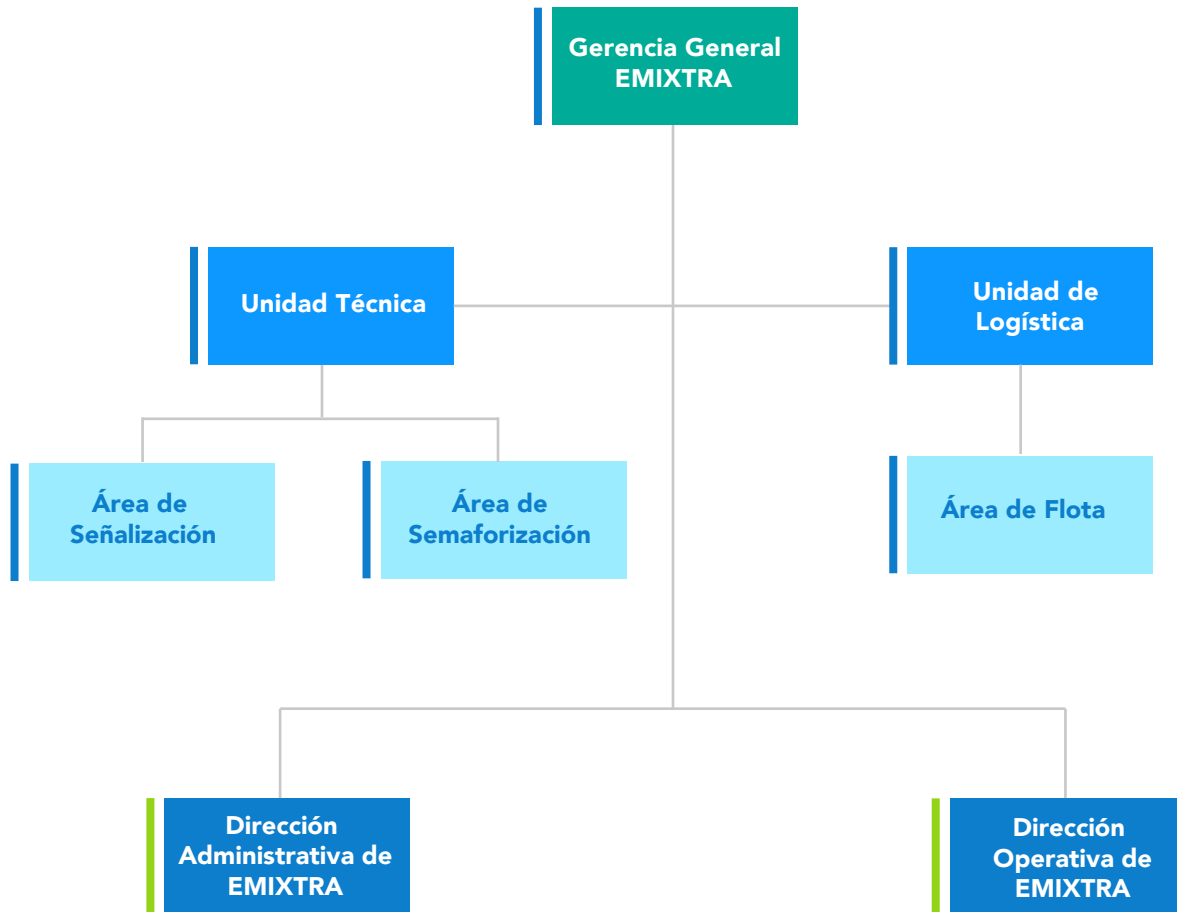 Gerencia General
EMIXTRA
Unidad Técnica
Unidad de
Logística
Área de
Señalización
Área de
Semaforización
Área de Flota
Dirección
Administrativa de
EMIXTRA
Dirección
Operativa de
EMIXTRA